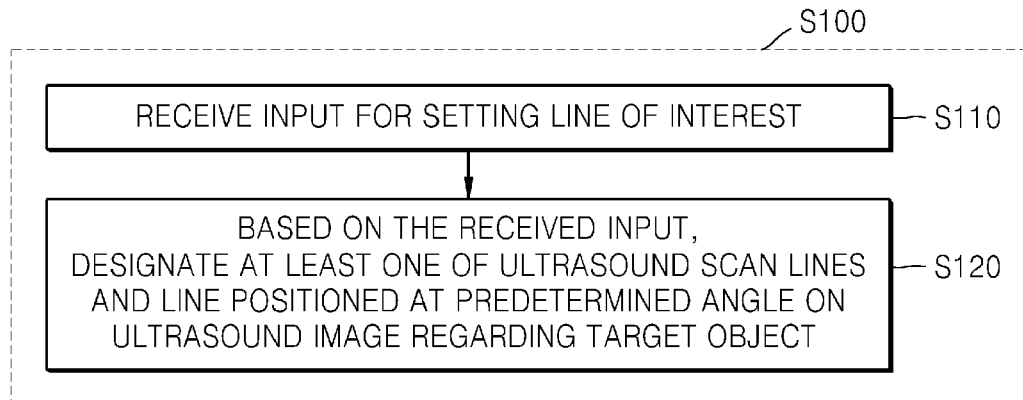 S100
RECEIVE INPUT FOR SETTING LINE OF INTEREST
S110
BASED ON THE RECEIVED INPUT,
DESIGNATE AT LEAST ONE OF ULTRASOUND SCAN LINES
AND LINE POSITIONED AT PREDETERMINED ANGLE ON
ULTRASOUND IMAGE REGARDING TARGET OBJECT
S120